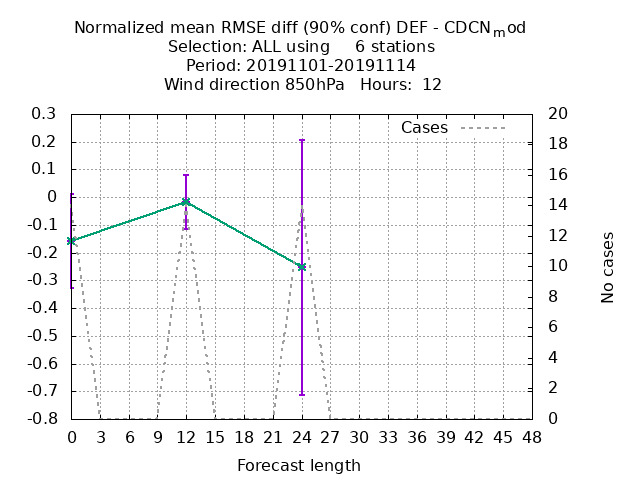 Normalized mean RMSE diff (90% conf) DEF - CDCNmod
Selection: ALL using 6 stations
Period: 20191101-20191114
Wind direction 850hPa Hours: 12
Cases
0.3
0.2
0.1
0
-0.1
-0.2
-0.3
-0.4
-0.5
-0.6
-0.7
-0.8
20
18
16
14
12
10
8
6
4
2
0
No cases
0 3 6 9 12 15 18 21 24 27 30 33 36 39 42 45 48
Forecast length